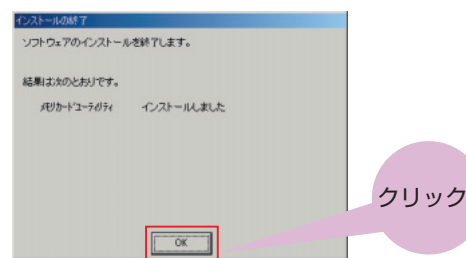 インストールの終了
ソフトウェアのインストールを終了します。
結果は次のとおりです。
ﾒﾓﾘｶｰﾄﾞﾕｰﾃｨﾘﾃｨ インストールしました
クリック
OK